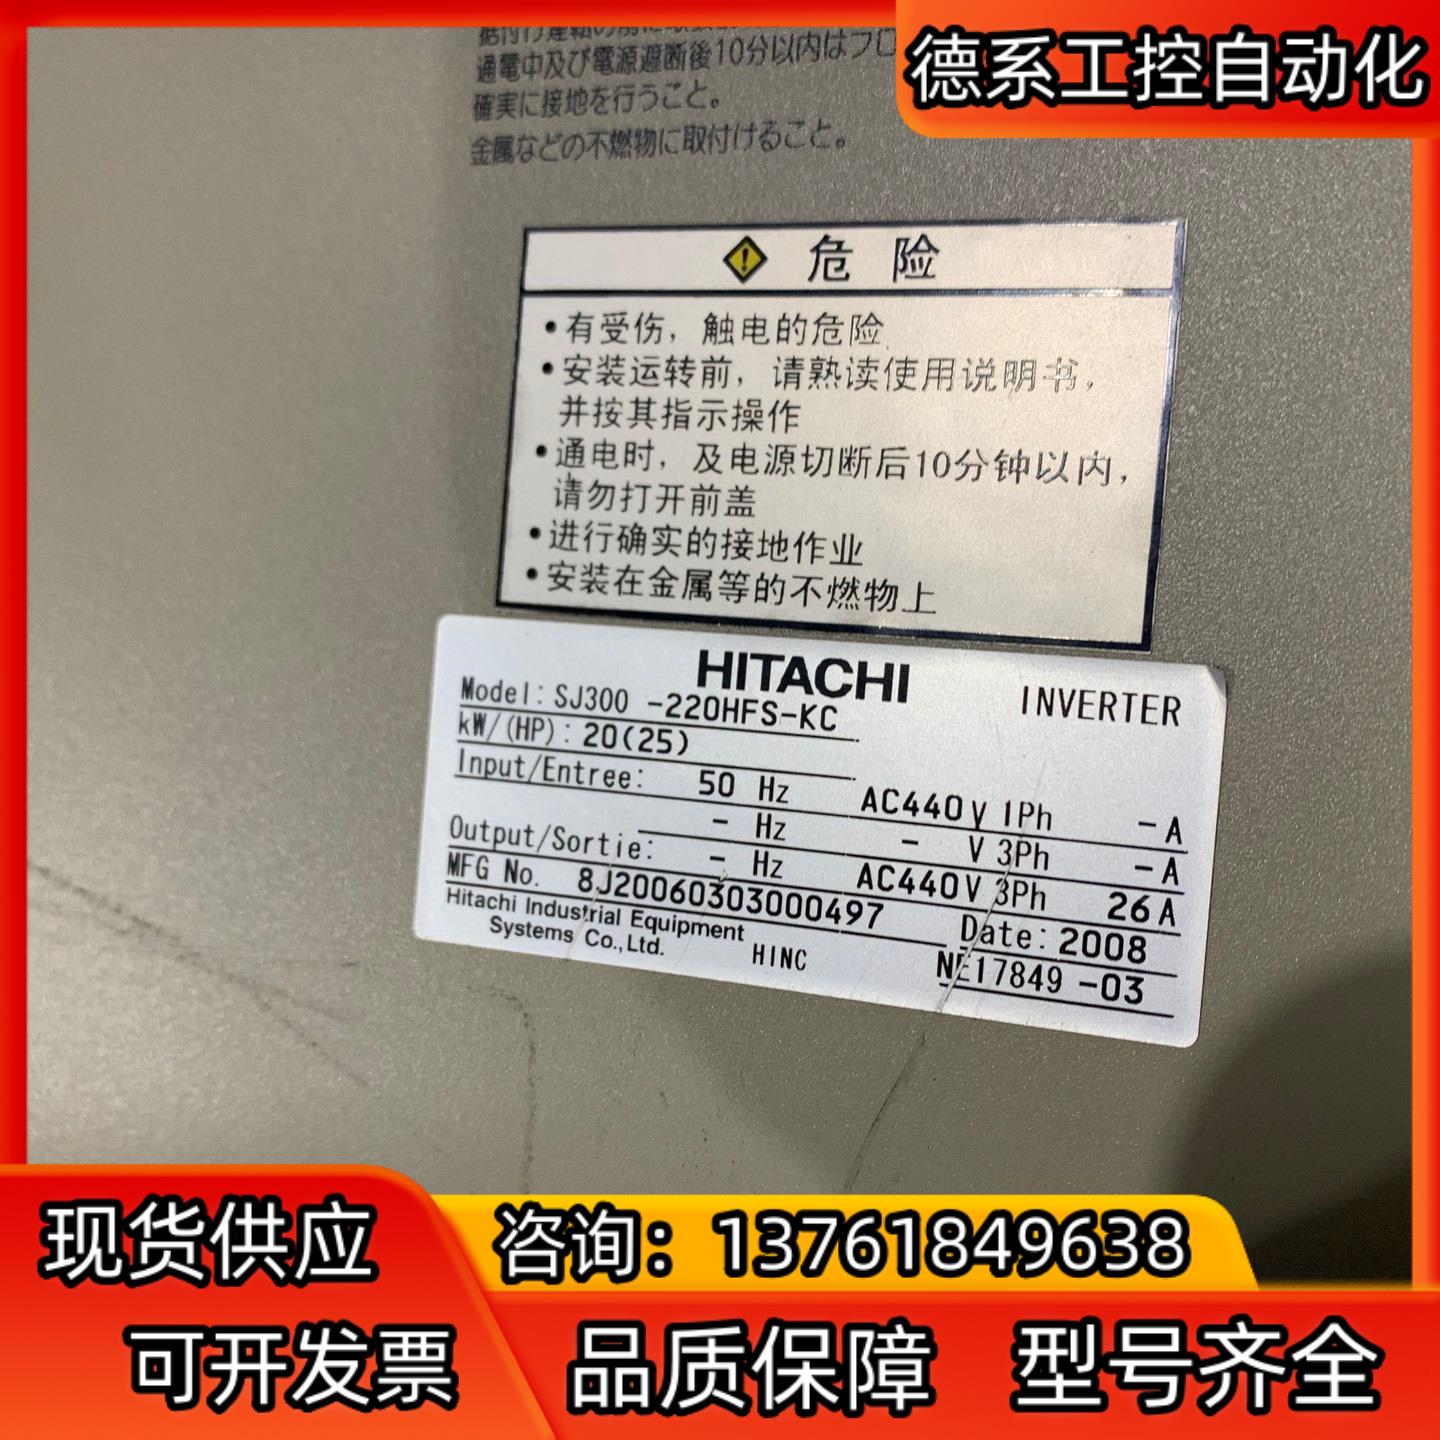 德系工控自动化
通電中及び電源遮断後10分以内はフロ
確実に接地を行うこと。
金属などの不燃物に取付けること。
危险
•有受伤，触电的危险
•安装运转前，请熟读使用说明书，
并按其指示操作
•通电时，及电源切断后10分钟以内，
请勿打开前盖
•进行确实的接地作业
•安装在金属等的不燃物上
HITACHI INVERTER
Model: SJ300 -220HFS-KC
kW/(HP): 20(25)
Input/Entree: 50 Hz AC440V 1Ph -A
- Hz - V 3Ph -A
Output/Sortie: - Hz AC440V 3Ph 26A
MFG No. 8J20060303000497 Date: 2008
Hitachi Industrial Equipment
Systems Co., Ltd. HINC NE17849 -03
现货供应
咨询：13761849638
可开发票 品质保障 型号齐全